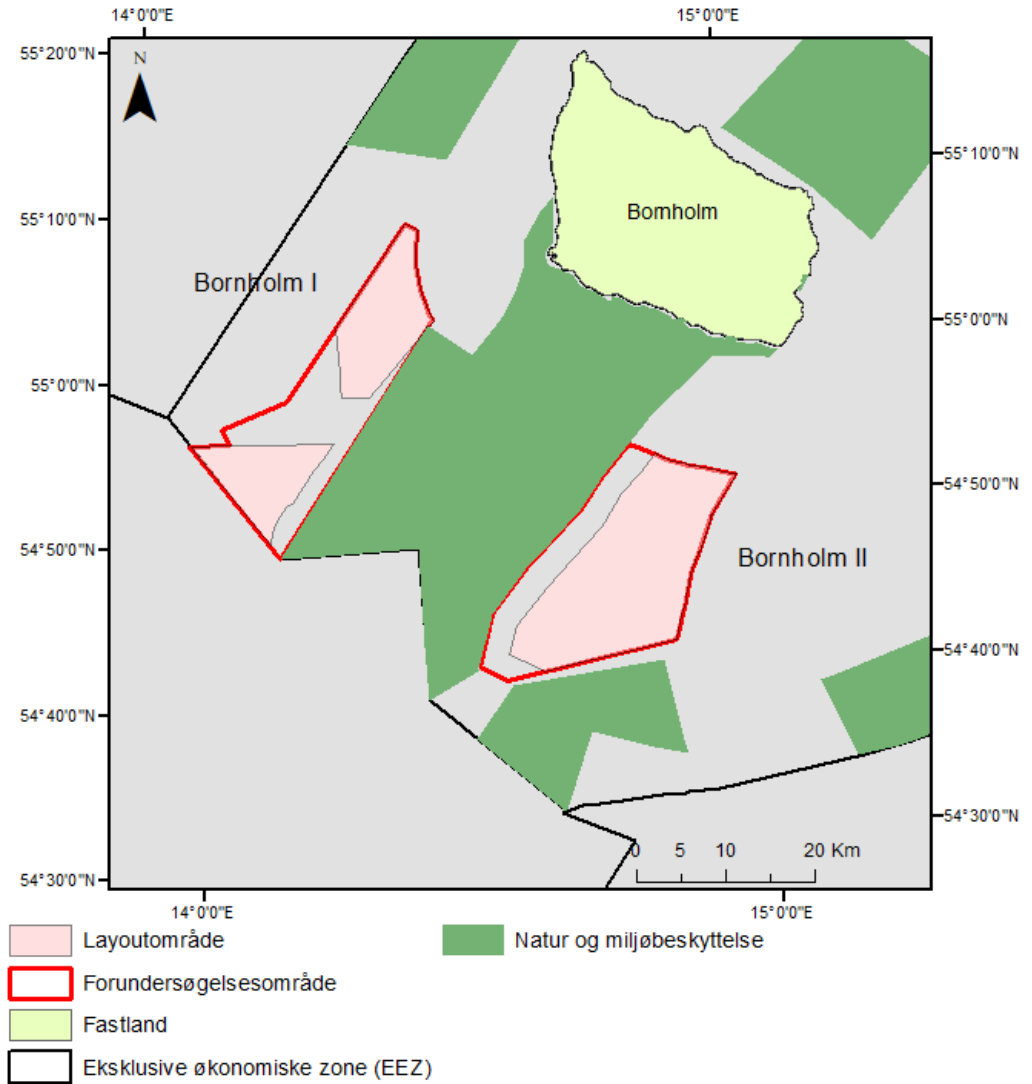 14°0'0"E 15°0'0"E
55°20'0"N
N
55°10'0"N
Bornholm
55°10'0"N
Bornholm I
55°0'0"N
55°0'0"N
54°50'0"N
54°50'0"N
Bornholm II
54°40'0"N
54°40'0"N
54°30'0"N
0 5 10 20 Km
54°30'0"N
14°0'0"E 15°0'0"E
Layoutområde Natur og miljøbeskyttelse
Forundersøgelsesområde
Fastland
Eksklusive økonomiske zone (EEZ)